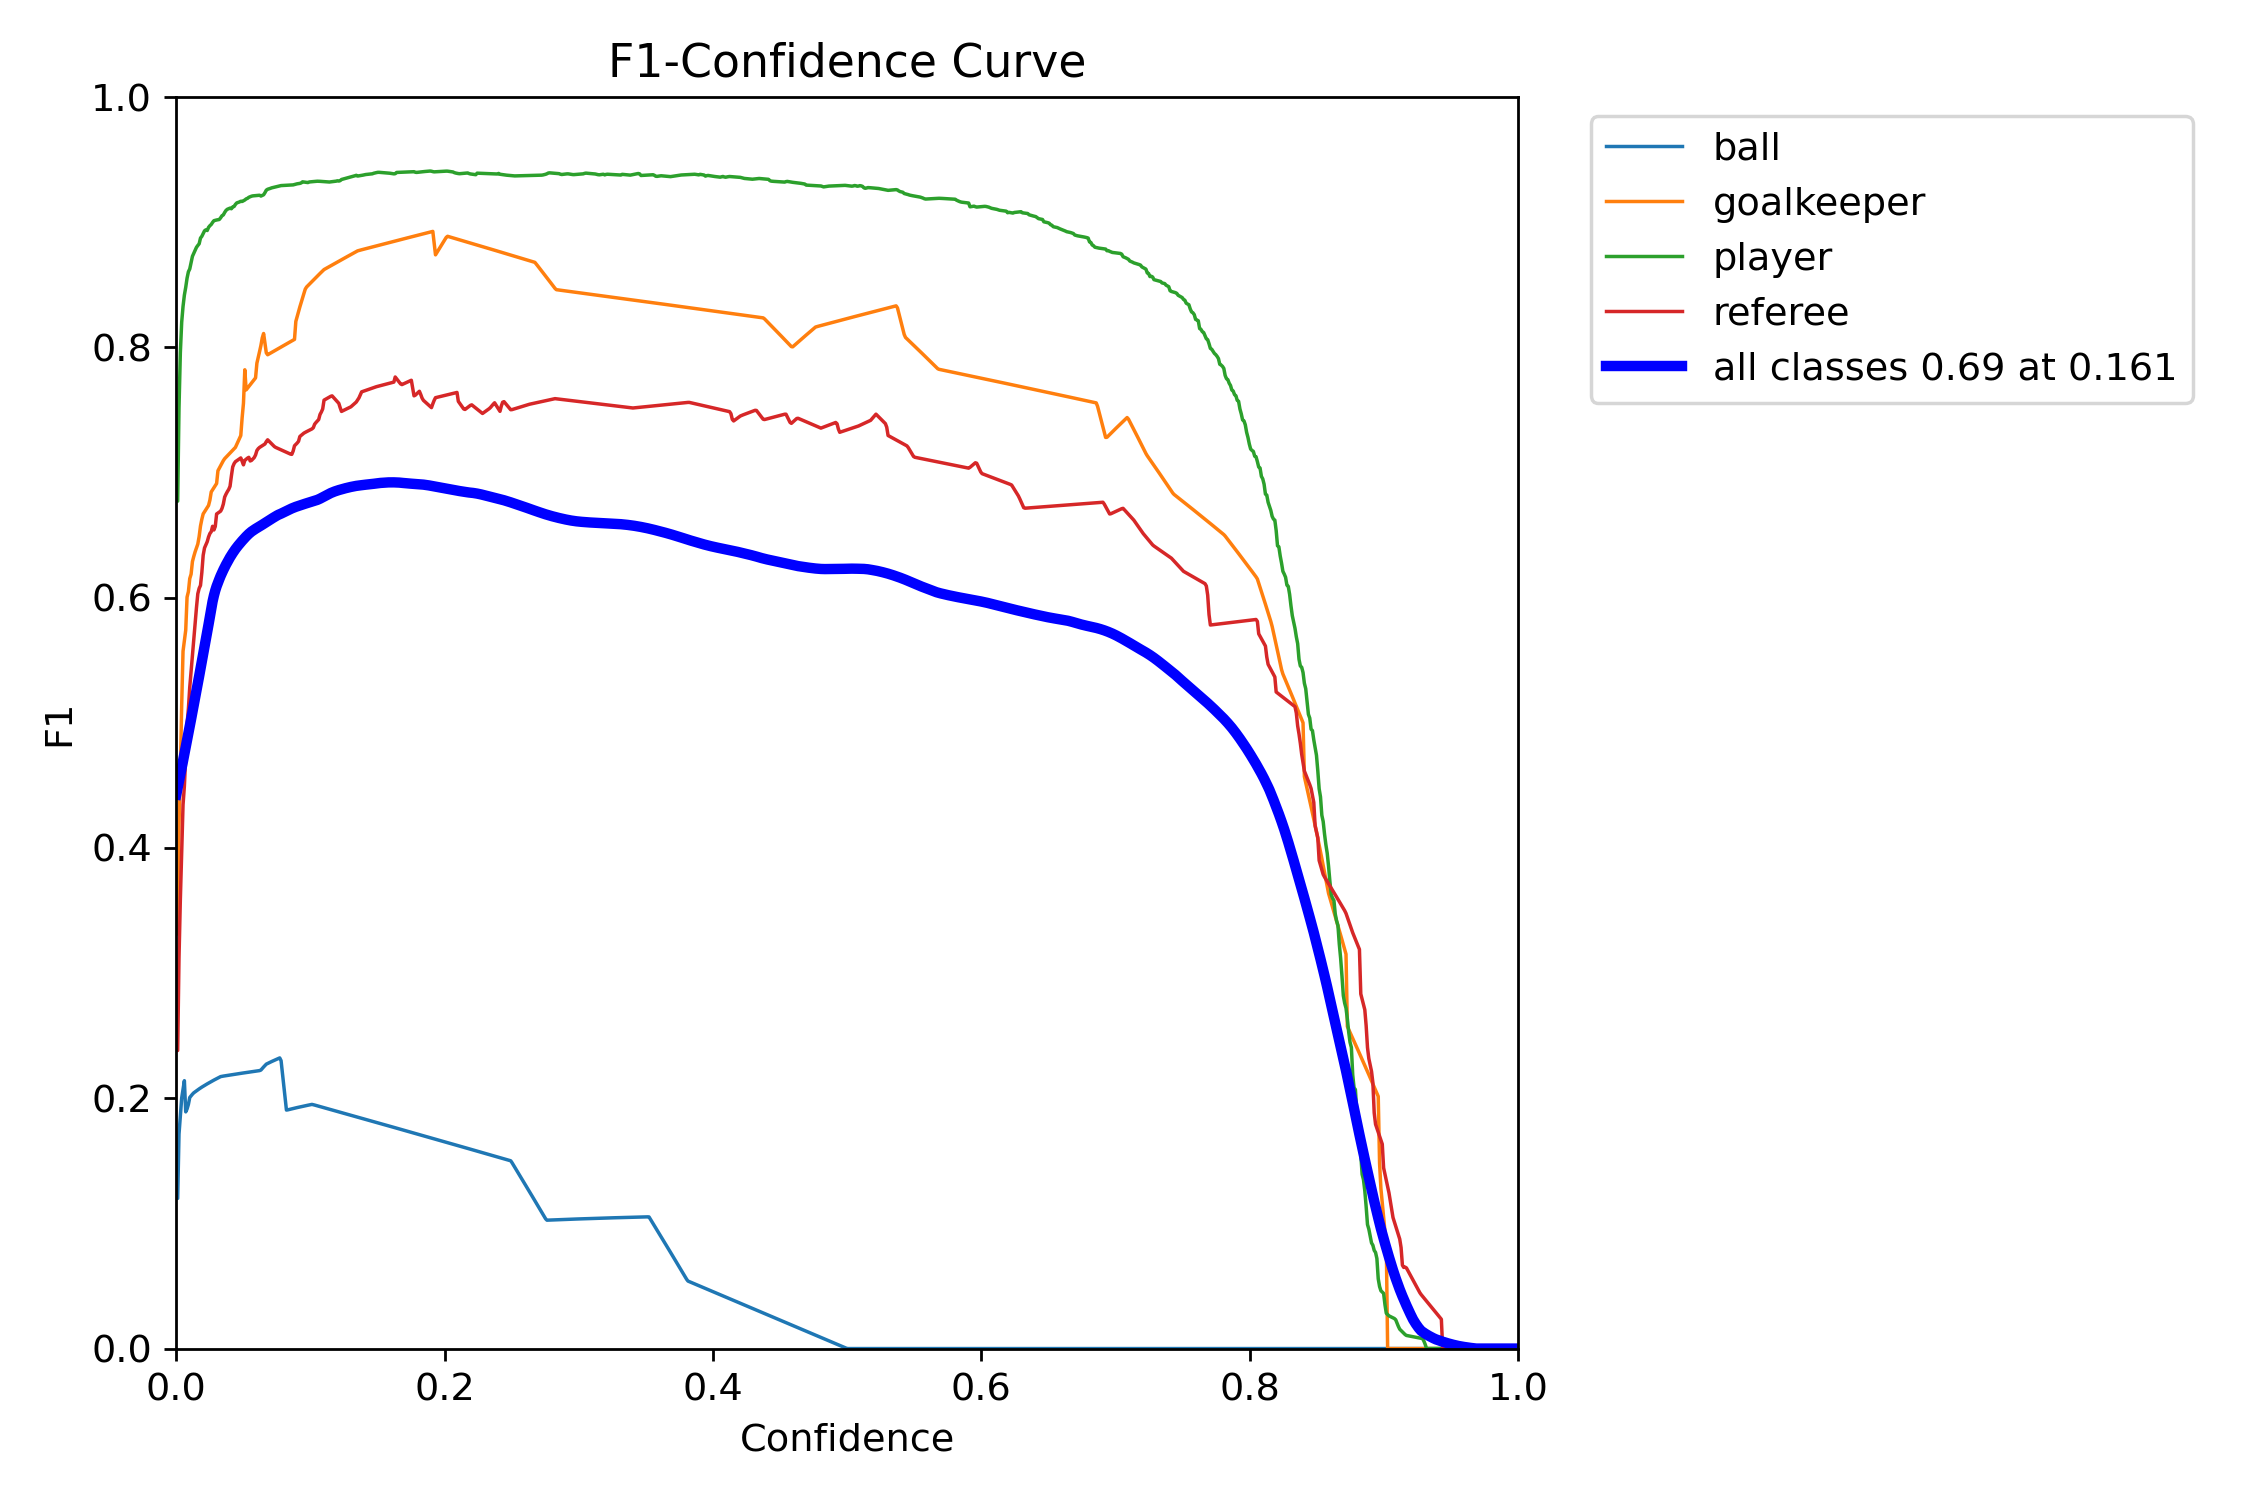 F1-Confidence Curve
1.0
0.8
0.6
0.4
0.2
0.0
F1
0.0 0.2 0.4 0.6 0.8 1.0
Confidence
ball
goalkeeper
player
referee
all classes 0.69 at 0.161